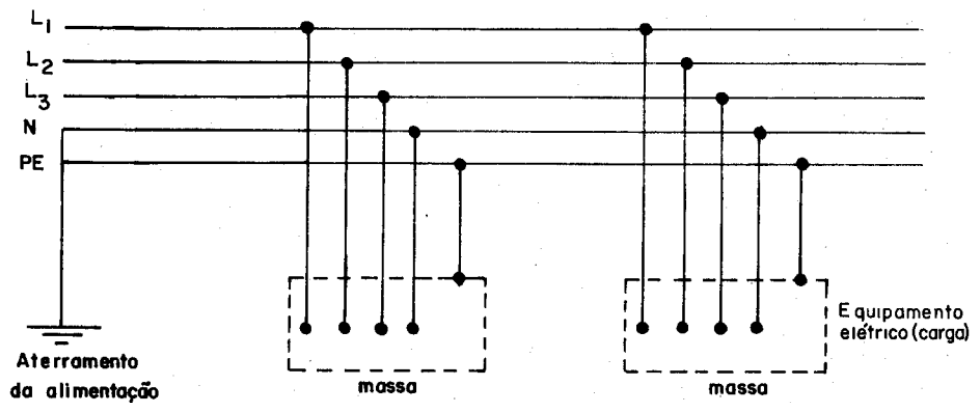 L1
L2
L3
N
PE
Aterramento
da alimentação
massa
massa
Equipamento
elétrico (carga)